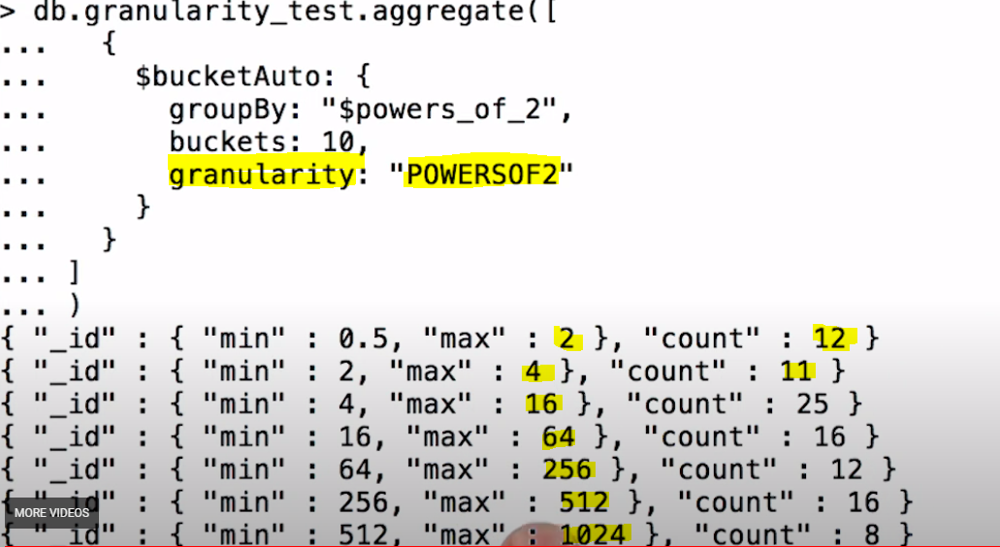 > db.granularity_test.aggregate([
... {
... $bucketAuto: {
... groupBy: "$powers_of_2",
... buckets: 10,
... granularity: "POWERSOF2"
... }
... }
... ]
... )
{ "_id" : { "min" : 0.5, "max" : 2 }, "count" : 12 }
{ "_id" : { "min" : 2, "max" : 4 }, "count" : 11 }
{ "_id" : { "min" : 4, "max" : 16 }, "count" : 25 }
{ "_id" : { "min" : 16, "max" : 64 }, "count" : 16 }
{ "_id" : { "min" : 64, "max" : 256 }, "count" : 12 }
{ "_id" : { "min" : 256, "max" : 512 }, "count" : 16 }
MORE VIDEOS
{ "_id" : { "min" : 512, "max" : 1024 }, "count" : 8 }